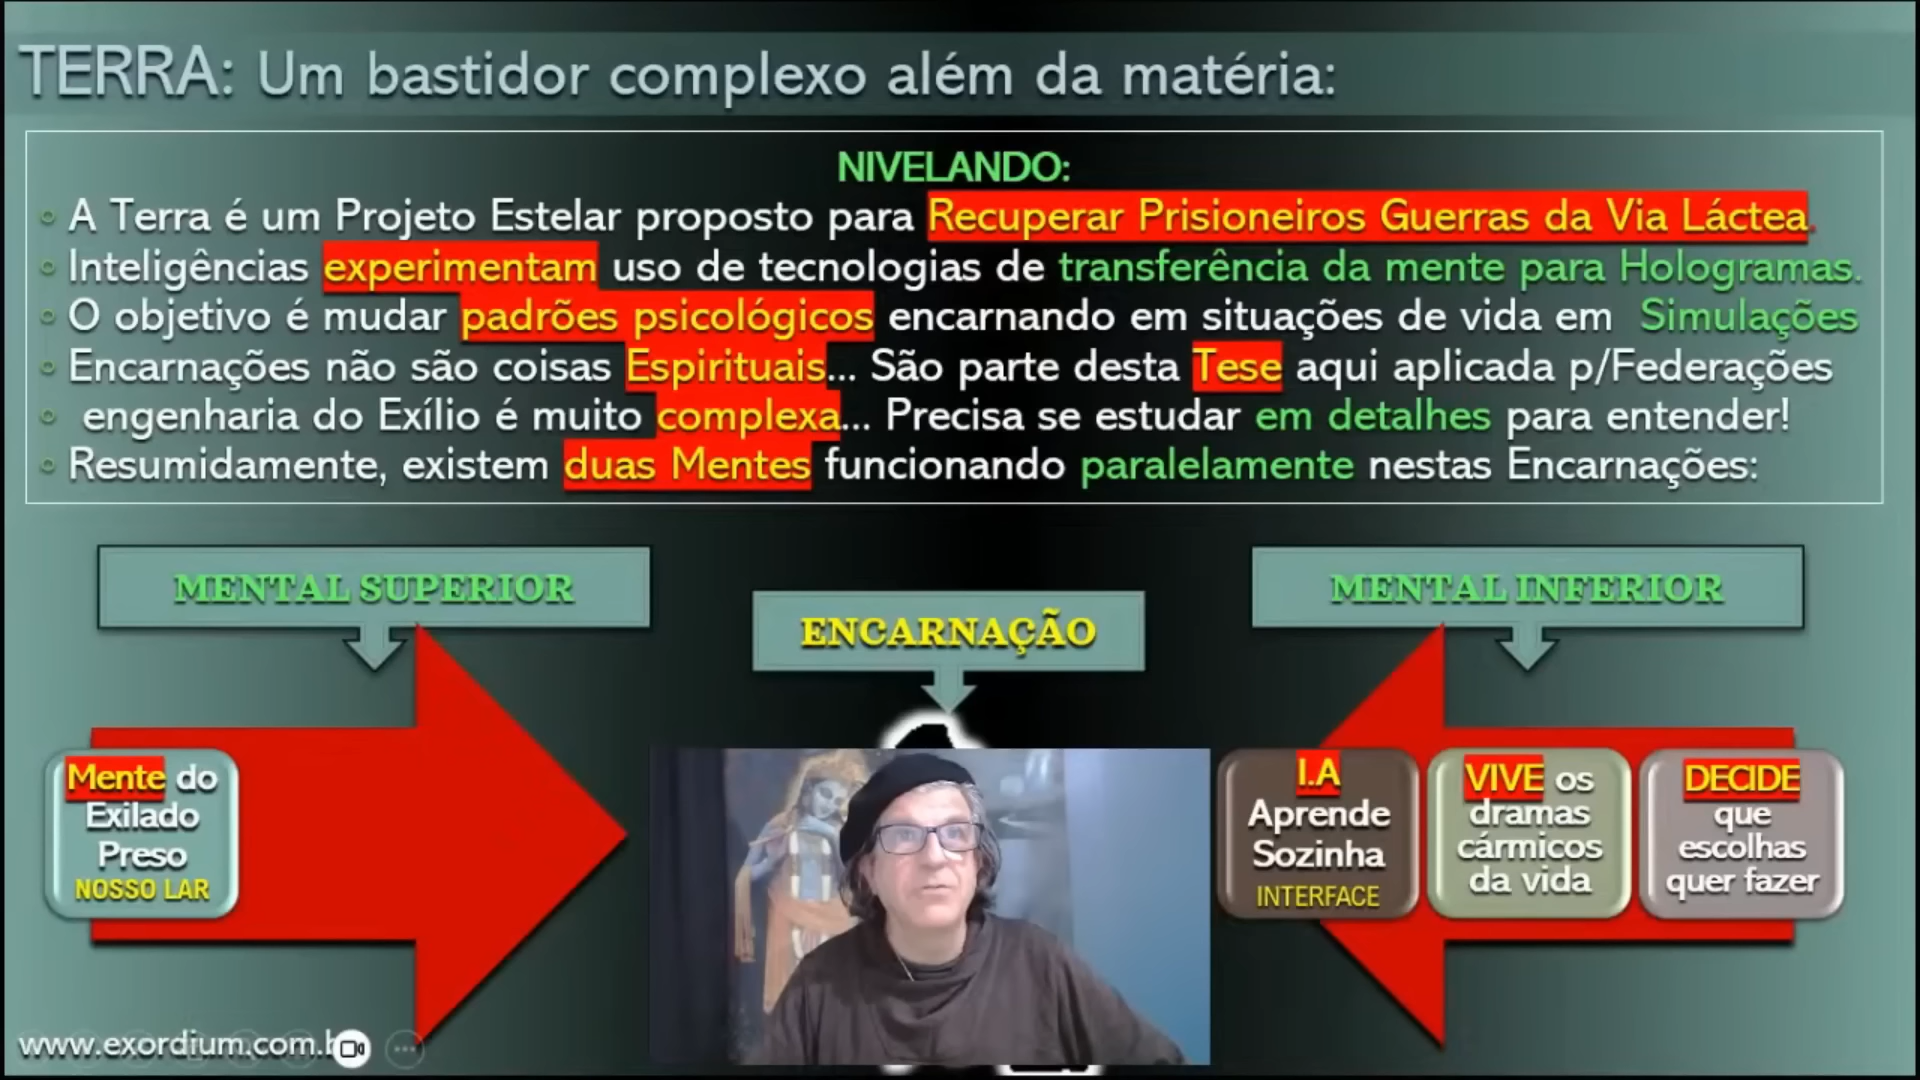 TERRA: Um bastidor complexo além da matéria:
NIVELANDO:
A Terra é um Projeto Estelar proposto para Recuperar Prisioneiros Guerras da Via Láctea.
Inteligências experimentam uso de tecnologias de transferência da mente para Hologramas.
O objetivo é mudar padrões psicológicos encarnando em situações de vida em Simulações
Encarnações não são coisas Espirituais... São parte desta Tese aqui aplicada p/Federações
engenharia do Exílio é muito complexa... Precisa se estudar em detalhes para entender!
Resumidamente, existem duas Mentes funcionando paralelamente nestas Encarnações:
MENTAL SUPERIOR
ENCARNAÇÃO
MENTAL INFERIOR
Mente do
Exilado
Preso
NOSSO LAR
I.A
Aprende
Sozinha
INTERFACE
VIVE os
dramas
cármicos
da vida
DECIDE
que
escolhas
quer fazer
www.exordium.com.b